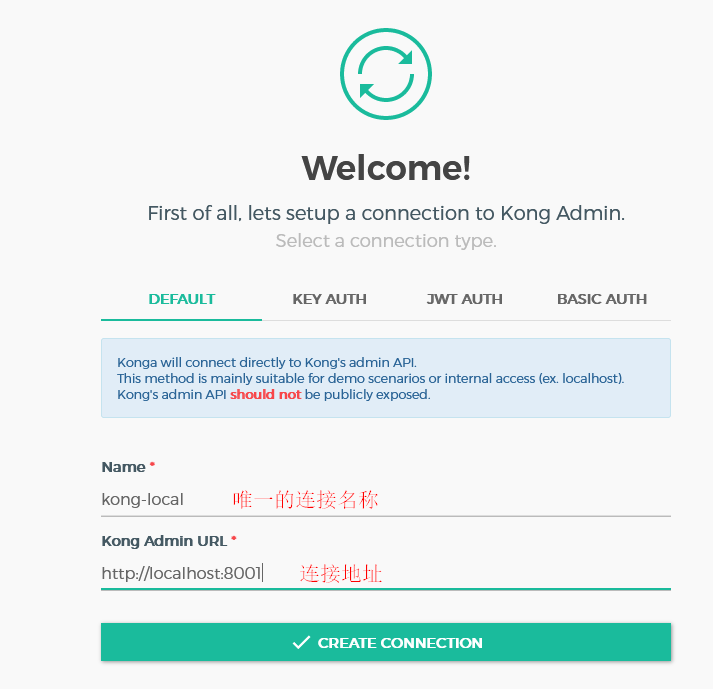 Welcome!
First of all, lets setup a connection to Kong Admin.
Select a connection type.
DEFAULT KEY AUTH JWT AUTH BASIC AUTH
Konga will connect directly to Kong's admin API.
This method is mainly suitable for demo scenarios or internal access (ex. localhost).
Kong's admin API should not be publicly exposed.
Name *
kong-local 唯一的连接名称
Kong Admin URL *
http://localhost:8001 连接地址
CREATE CONNECTION